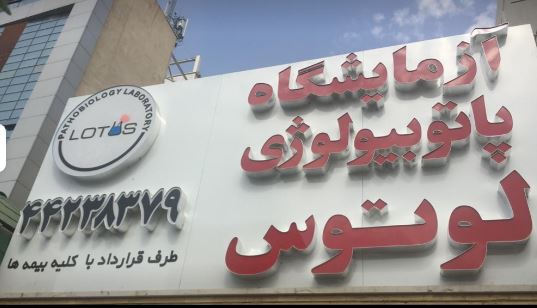 آزمایشگاه
پاتوبیولوژی
لوتوس
PATHOBIOLOGY LABORATORY
LOTUS
۴۴۲۳۸۳۷۹
طرف قرارداد با کلیه بیمه ها